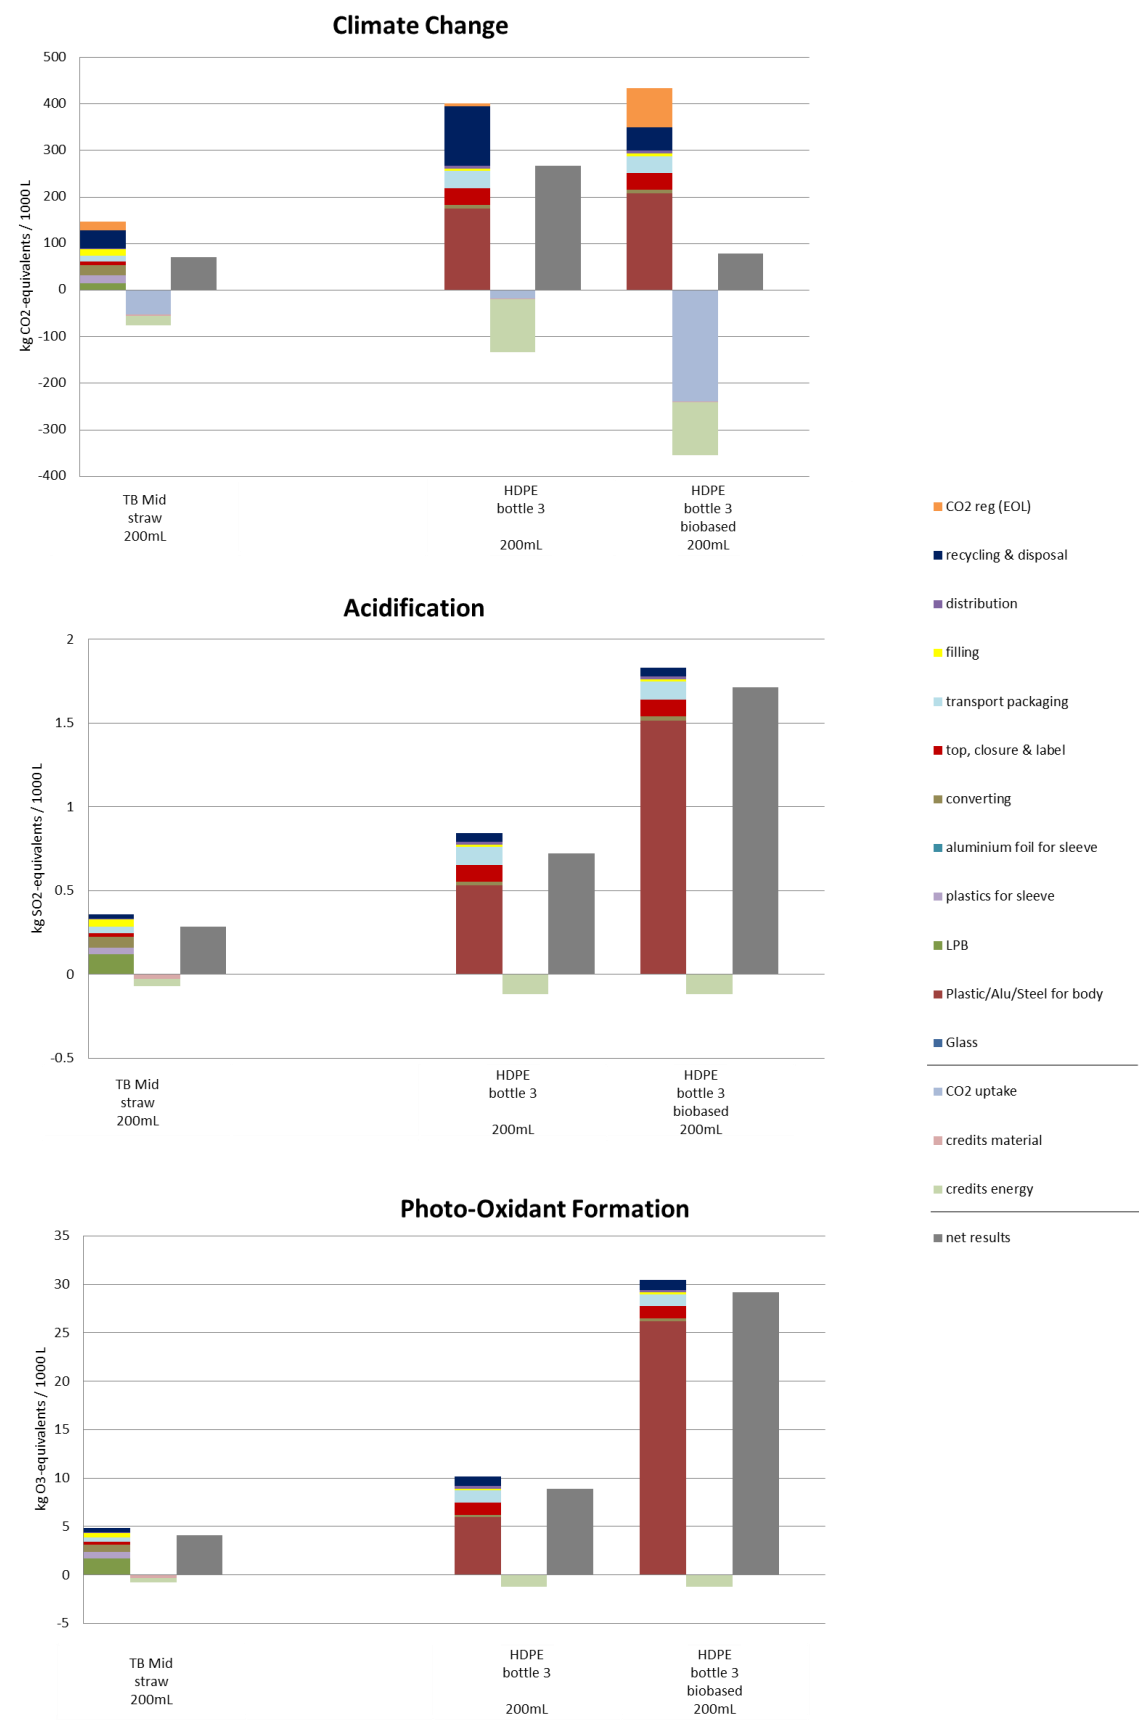 Climate Change
kg CO2-equivalents / 1000 L
500
400
300
200
100
0
-100
-200
-300
-400
TB Mid
straw
200mL
HDPE
bottle 3
200mL
HDPE
bottle 3
biobased
200mL
Acidification
kg SO2-equivalents / 1000 L
2
1.5
1
0.5
0
-0.5
TB Mid
straw
200mL
HDPE
bottle 3
200mL
HDPE
bottle 3
biobased
200mL
Photo-Oxidant Formation
kg O3-equivalents / 1000 L
35
30
25
20
15
10
5
0
-5
TB Mid
straw
200mL
HDPE
bottle 3
200mL
HDPE
bottle 3
biobased
200mL
CO2 reg (EOL)
recycling & disposal
distribution
filling
transport packaging
top, closure & label
converting
aluminium foil for sleeve
plastics for sleeve
LPB
Plastic/Alu/Steel for body
Glass
CO2 uptake
credits material
credits energy
net results